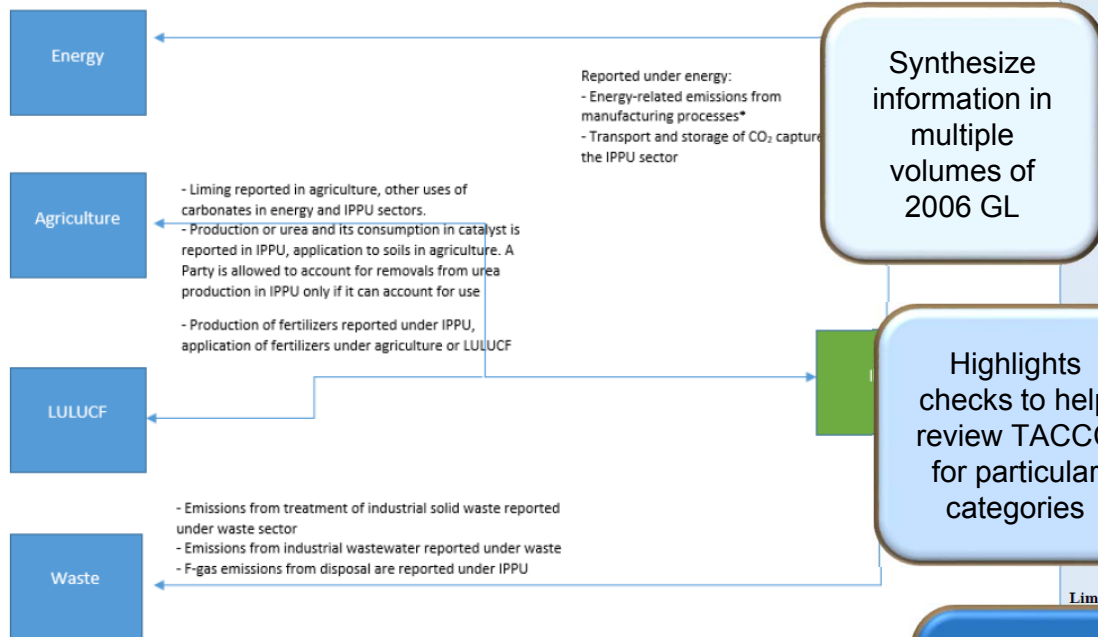 Energy
Reported under energy:
- Energy-related emissions from
manufacturing processes*
- Transport and storage of CO₂ capture
the IPPU sector
Synthesize
information in
multiple
volumes of
2006 GL
Agriculture
- Liming reported in agriculture, other uses of
carbonates in energy and IPPU sectors.
- Production or urea and its consumption in catalyst is
reported in IPPU, application to soils in agriculture. A
Party is allowed to account for removals from urea
production in IPPU only if it can account for use
- Production of fertilizers reported under IPPU,
application of fertilizers under agriculture or LULUCF
Highlights
checks to help
review TACCC
for particular
categories
LULUCF
- Emissions from treatment of industrial solid waste reported
under waste sector
- Emissions from industrial wastewater reported under waste
- F-gas emissions from disposal are reported under IPPU
Waste
Lim